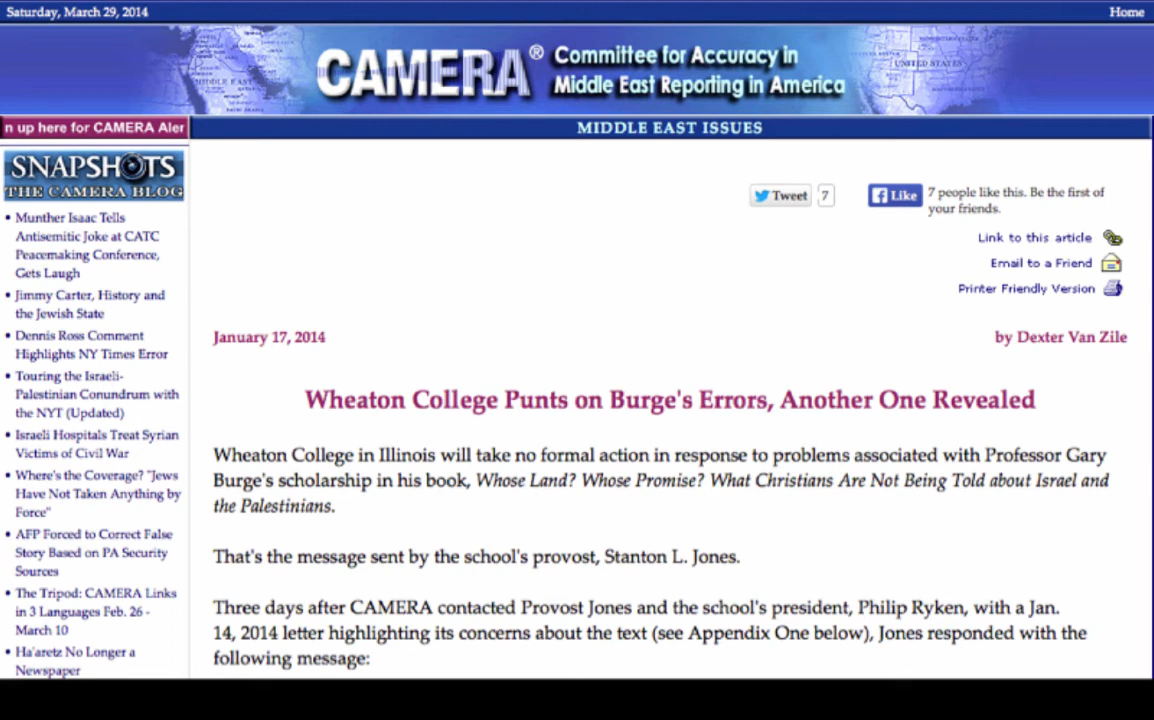 Saturday, March 29, 2014
Home
CAMERA® Committee for Accuracy in
Middle East Reporting in America
MIDDLE EAST
UNITED STATES
n up here for CAMERA Aler
MIDDLE EAST ISSUES
SNAPSHOTS
THE CAMERA BLOG
• Munther Isaac Tells
Antisemitic Joke at CATC
Peacemaking Conference,
Gets Laugh
• Jimmy Carter, History and
the Jewish State
• Dennis Ross Comment
Highlights NY Times Error
• Touring the Israeli-
Palestinian Conundrum with
the NYT (Updated)
• Israeli Hospitals Treat Syrian
Victims of Civil War
• Where's the Coverage? "Jews
Have Not Taken Anything by
Force"
• AFP Forced to Correct False
Story Based on PA Security
Sources
• The Tripod: CAMERA Links
in 3 Languages Feb. 26 -
March 10
• Ha'aretz No Longer a
Newspaper
Tweet 7
Like 7 people like this. Be the first of
your friends.
Link to this article
Email to a Friend
Printer Friendly Version
January 17, 2014
by Dexter Van Zile
Wheaton College Punts on Burge's Errors, Another One Revealed
Wheaton College in Illinois will take no formal action in response to problems associated with Professor Gary
Burge's scholarship in his book, Whose Land? Whose Promise? What Christians Are Not Being Told about Israel and
the Palestinians.
That's the message sent by the school's provost, Stanton L. Jones.
Three days after CAMERA contacted Provost Jones and the school's president, Philip Ryken, with a Jan.
14, 2014 letter highlighting its concerns about the text (see Appendix One below), Jones responded with the
following message: